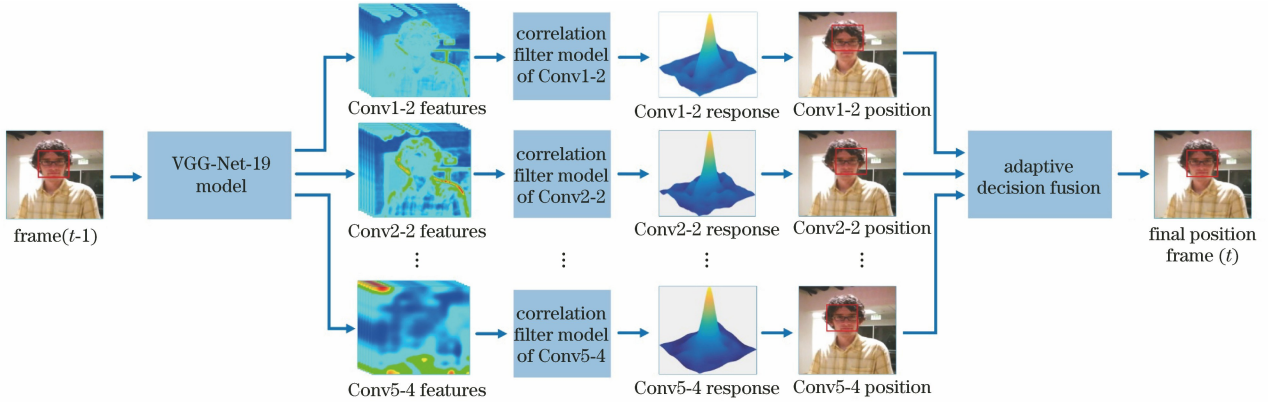 frame(t-1)
VGG-Net-19
model
Conv1-2 features
correlation
filter model
of Conv1-2
Conv1-2 response
Conv1-2 position
Conv2-2 features
correlation
filter model
of Conv2-2
Conv2-2 response
Conv2-2 position
⋮ ⋮ ⋮ ⋮
Conv5-4 features
correlation
filter model
of Conv5-4
Conv5-4 response
Conv5-4 position
adaptive
decision fusion
final position
frame (t)